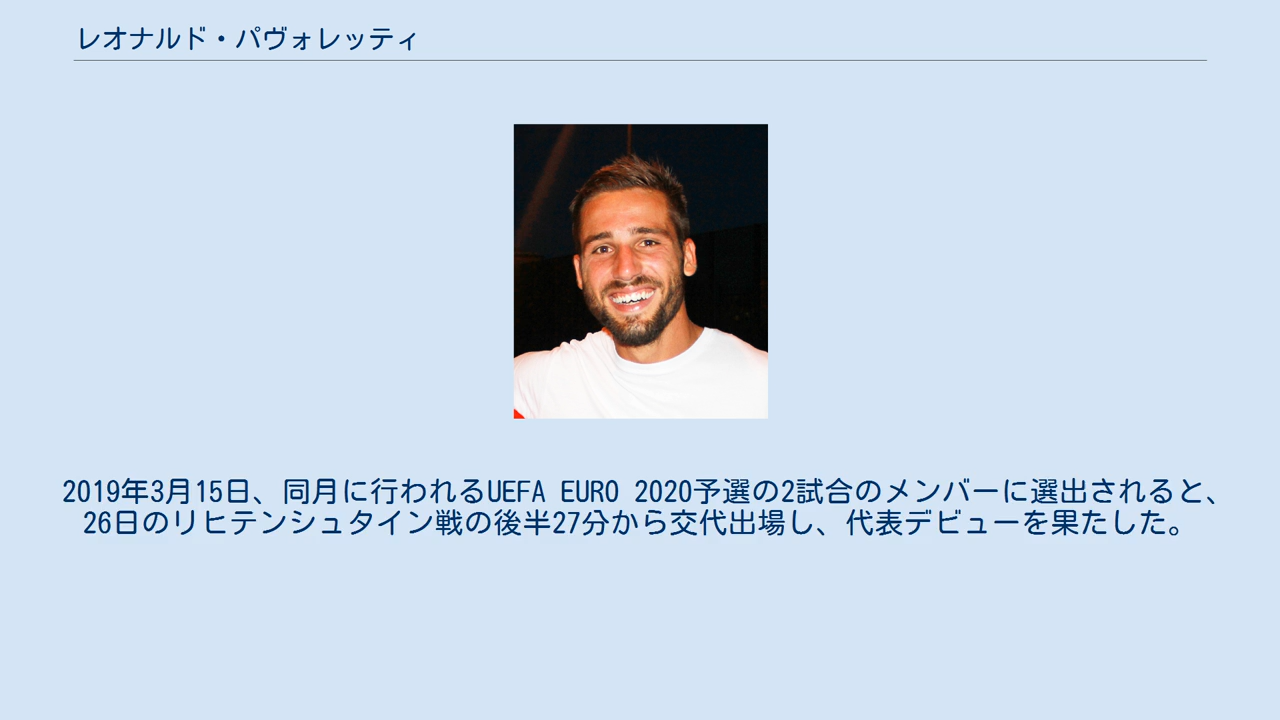 レオナルド・パヴォレッティ
2019年3月15日、同月に行われるUEFA EURO 2020予選の2試合のメンバーに選出されると、
26日のリヒテンシュタイン戦の後半27分から交代出場し、代表デビューを果たした。